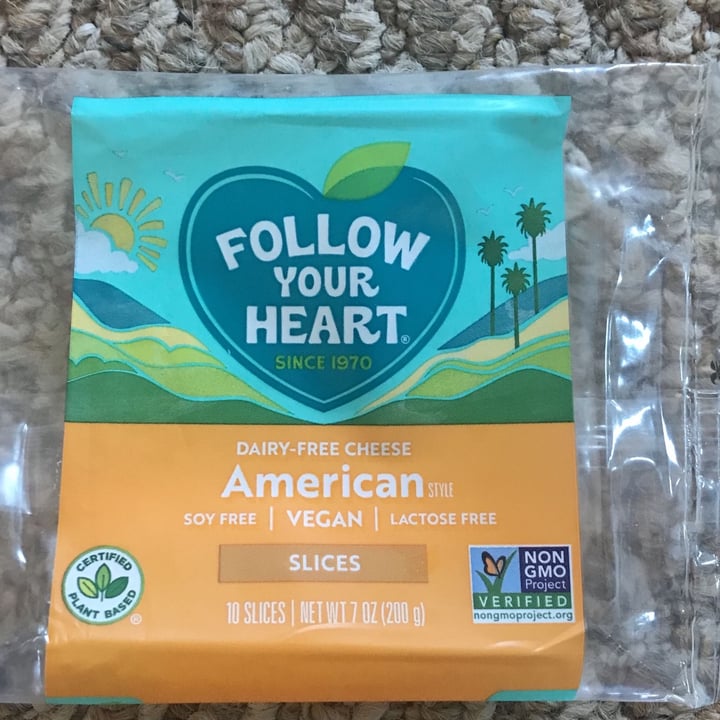 FOLLOW
YOUR
HEART®
SINCE 1970
DAIRY-FREE CHEESE
American STYLE
SOY FREE | VEGAN | LACTOSE FREE
SLICES
CERTIFIED
PLANT BASED
®
NON
GMO
Project
VERIFIED
nongmoproject.org
10 SLICES | NET WT 7 OZ (200 g)